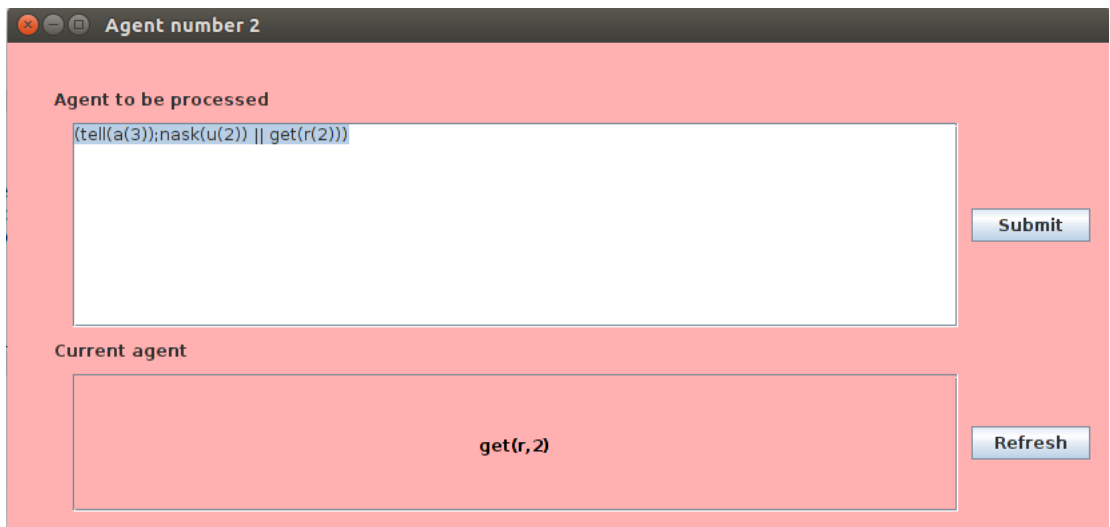 Agent number 2
Agent to be processed
(tell(a(3));nask(u(2)) || get(r(2)))
Submit
Current agent
get(r,2)
Refresh